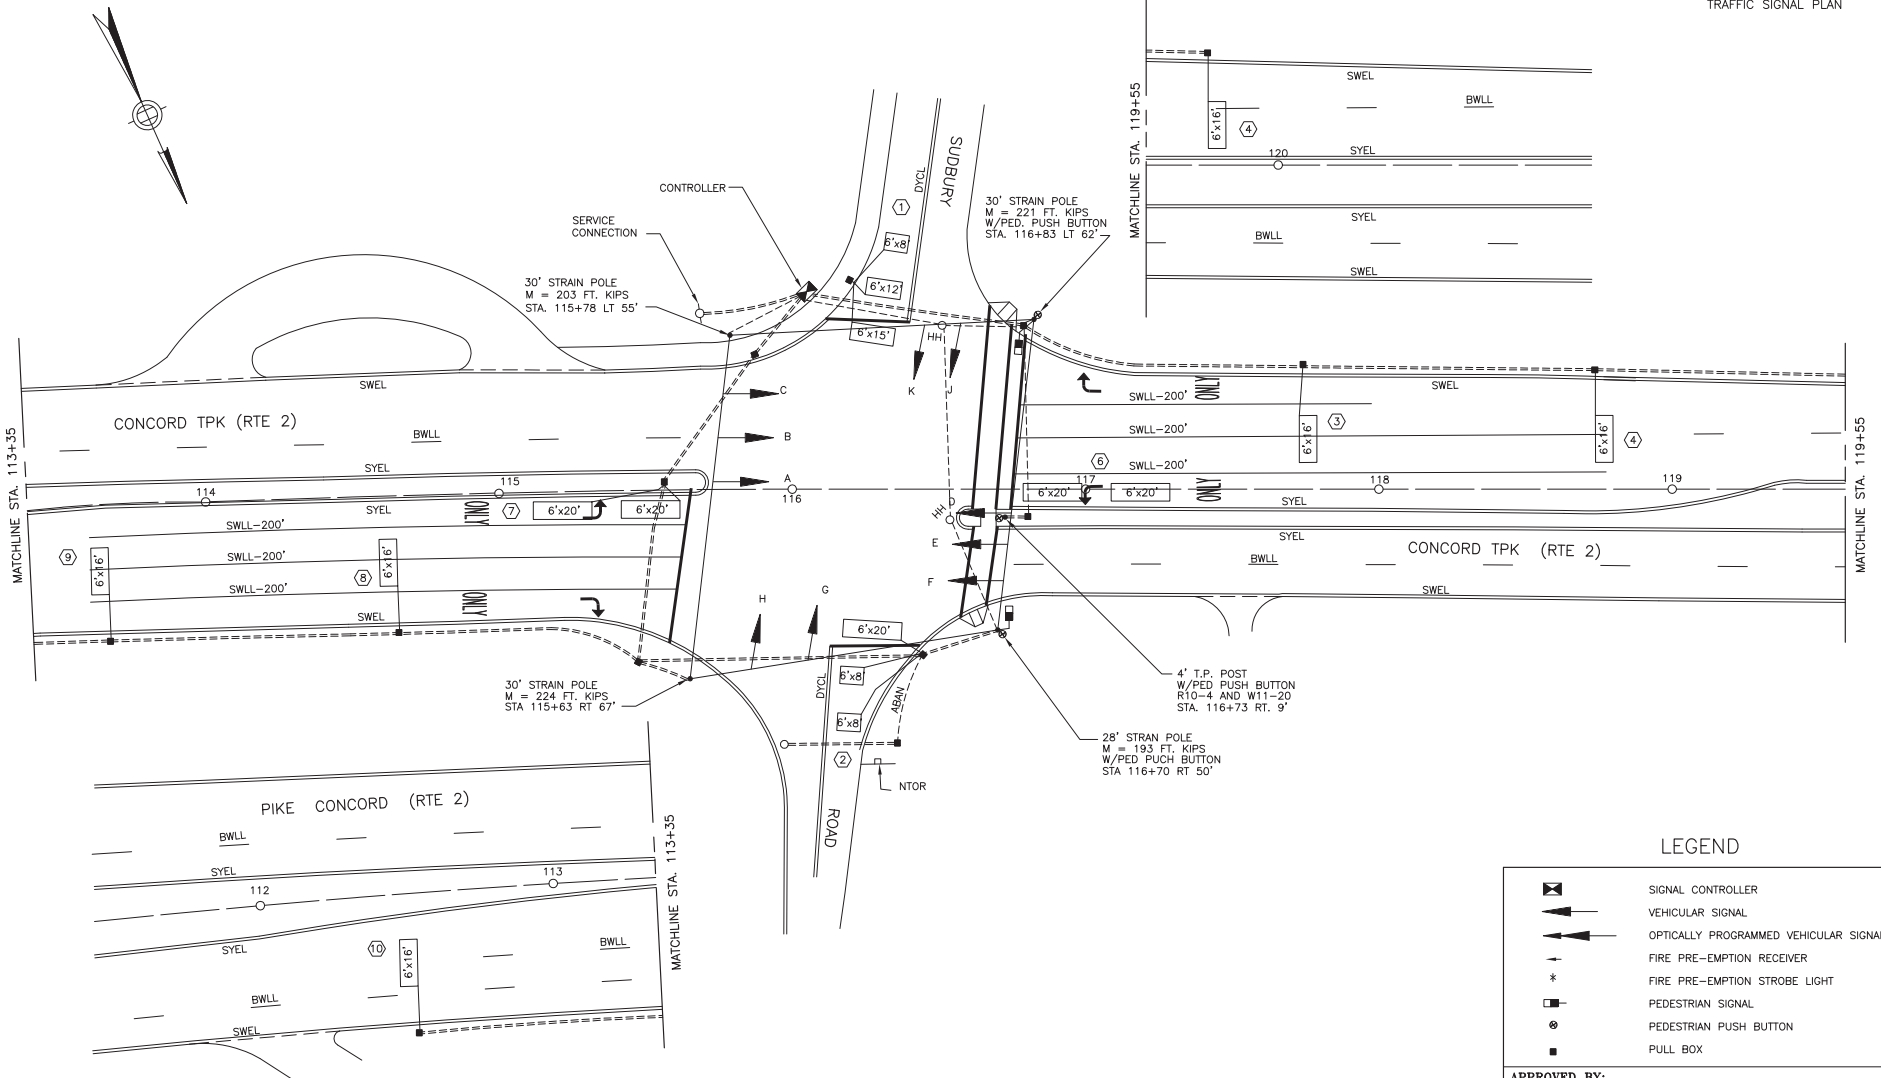 TRAFFIC SIGNAL PLAN
SWEL
BWLL
6'x16'
4
120
SYEL
MATCHLINE STA. 119+55
SYEL
BWLL
SWEL
CONTROLLER
SERVICE
CONNECTION
30' STRAIN POLE
M = 203 FT. KIPS
STA. 115+78 LT 55'
1
DYCL
SUDBURY
30' STRAIN POLE
M = 221 FT. KIPS
W/PED. PUSH BUTTON
STA. 116+83 LT 62'
6'x8'
6'x12'
6'x15'
HH
K
J
MATCHLINE STA. 113+35
SWEL
CONCORD TPK (RTE 2)
BWLL
SYEL
114
115
SYEL
C
B
A
116
ONLY
7
6'x20'
6'x20'
SWLL-200'
SWLL-200'
SWLL-200'
9
6'x16'
8
6'x16'
ONLY
SWEL
SWEL
ONLY
SWLL-200'
SWLL-200'
SWLL-200'
3
6'x16'
6'x16'
4
6
117
6'x20'
6'x20'
ONLY
118
119
SYEL
SYEL
CONCORD TPK (RTE 2)
BWLL
SWEL
MATCHLINE STA. 119+55
HH
D
E
F
G
H
6'x20'
6'x8'
6'x8'
DYCL
ABAN
2
NTOR
ROAD
30' STRAIN POLE
M = 224 FT. KIPS
STA 115+63 RT 67'
4' T.P. POST
W/PED PUSH BUTTON
R10-4 AND W11-20
STA. 116+73 RT. 9'
28' STRAN POLE
M = 193 FT. KIPS
W/PED PUCH BUTTON
STA 116+70 RT 50'
PIKE CONCORD (RTE 2)
BWLL
SYEL
112
113
SYEL
10
6'x16'
BWLL
BWLL
SWEL
MATCHLINE STA. 113+35
LEGEND
SIGNAL CONTROLLER
VEHICULAR SIGNAL
OPTICALLY PROGRAMMED VEHICULAR SIGNAL
FIRE PRE-EMPTION RECEIVER
FIRE PRE-EMPTION STROBE LIGHT
PEDESTRIAN SIGNAL
PEDESTRIAN PUSH BUTTON
PULL BOX
APPROVED BY: